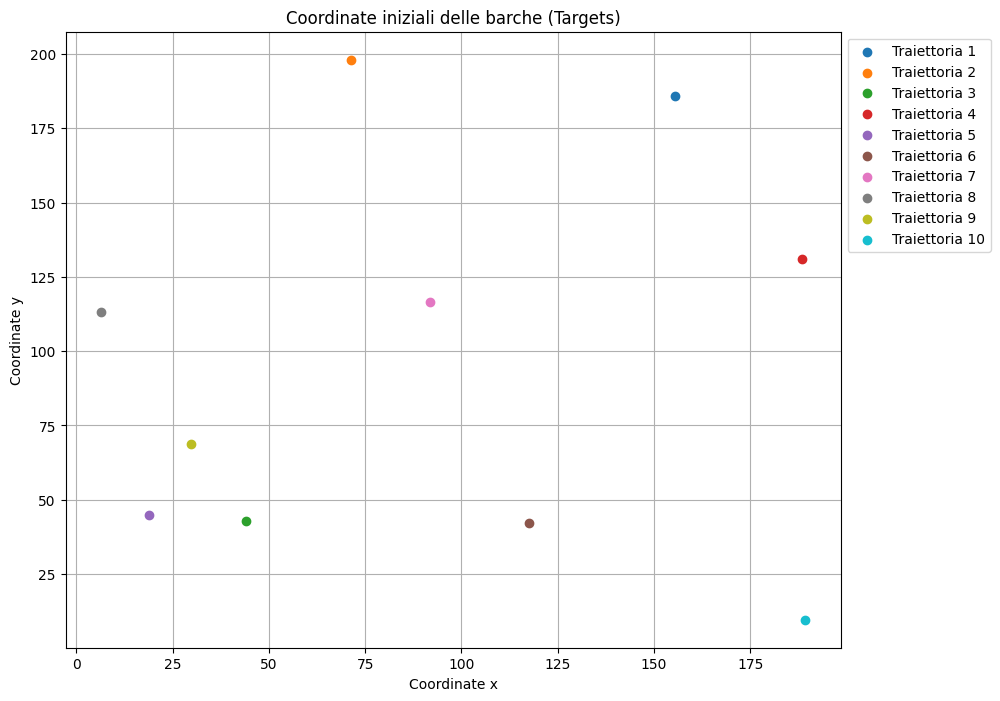 Coordinate iniziali delle barche (Targets)
200
175
150
125
100
75
50
25
Coordinate y
0
25
50
75
100
125
150
175
Coordinate x
Traiettoria 1
Traiettoria 2
Traiettoria 3
Traiettoria 4
Traiettoria 5
Traiettoria 6
Traiettoria 7
Traiettoria 8
Traiettoria 9
Traiettoria 10